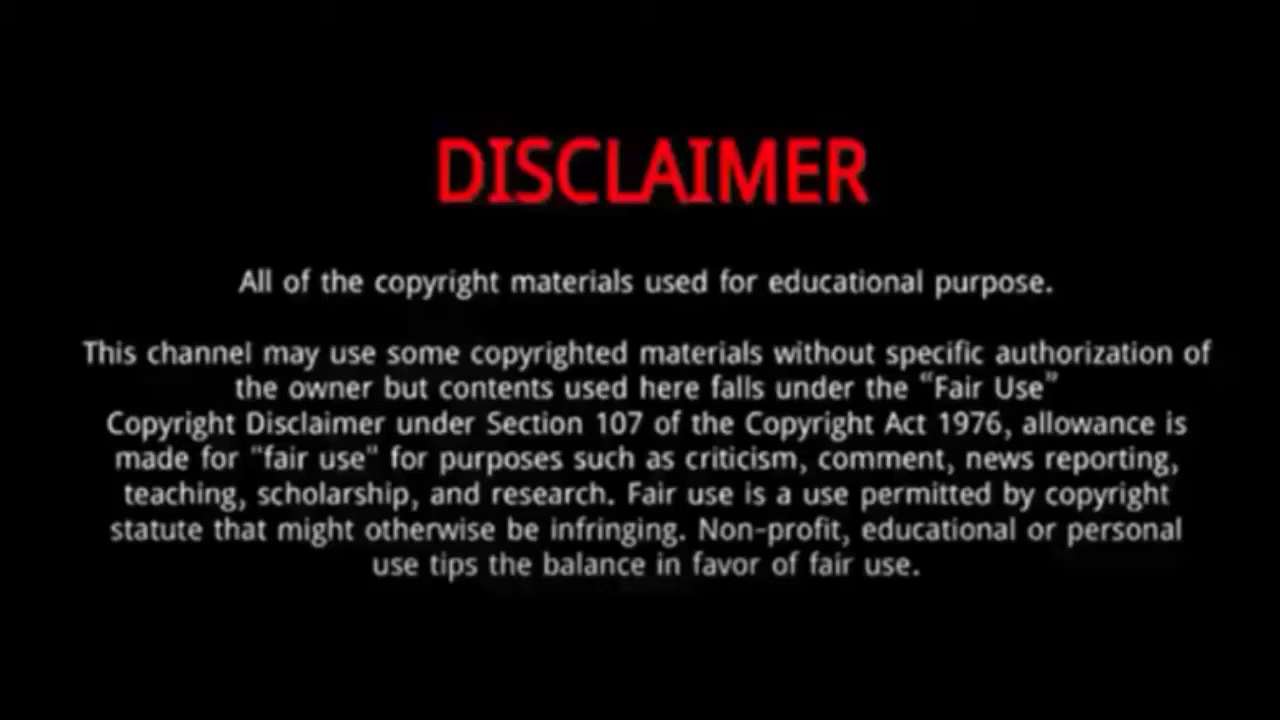 DISCLAIMER
All of the copyright materials used for educational purpose.
This channel may use some copyrighted materials without specific authorization of
the owner but contents used here falls under the “Fair Use”
Copyright Disclaimer under Section 107 of the Copyright Act 1976, allowance is
made for "fair use" for purposes such as criticism, comment, news reporting,
teaching, scholarship, and research. Fair use is a use permitted by copyright
statute that might otherwise be infringing. Non-profit, educational or personal
use tips the balance in favor of fair use.